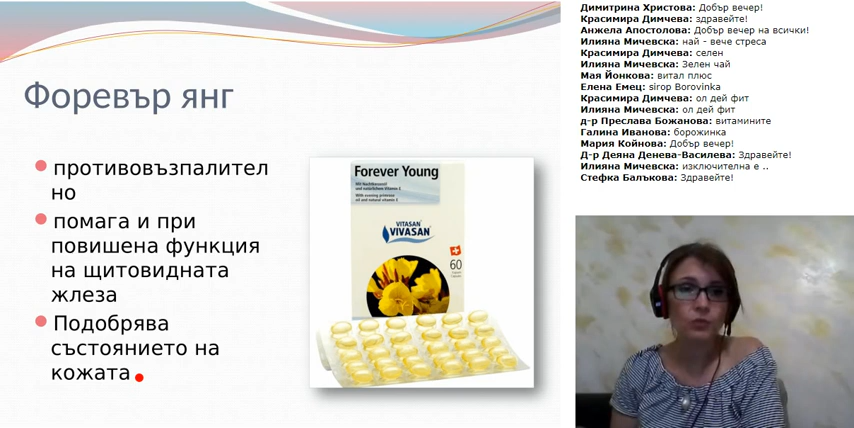 Форевър янг
противовъзпалител
но
помага и при
повишена функция
на щитовидната
жлеза
Подобрява
състоянието на
кожата
Forever Young
VITASAN
VIVASAN
60
Димитрина Христова: Добър вечер!
Красимира Димчева: здравейте!
Анжела Апостолова: Добър вечер на всички!
Илияна Мичевска: най - вече стреса
Красимира Димчева: селен
Илияна Мичевска: Зелен чай
Мая Йонкова: витал плюс
Елена Емец: sirop Borovinka
Красимира Димчева: ол дей фит
Илияна Мичевска: ол дей фит
д-р Преслава Божанова: витамините
Галина Иванова: борожинка
Мария Койнова: Добър вечер!
Д-р Деяна Денева-Василева: Здравейте!
Илияна Мичевска: изключителна е ..
Стефка Балъкова: Здравейте!